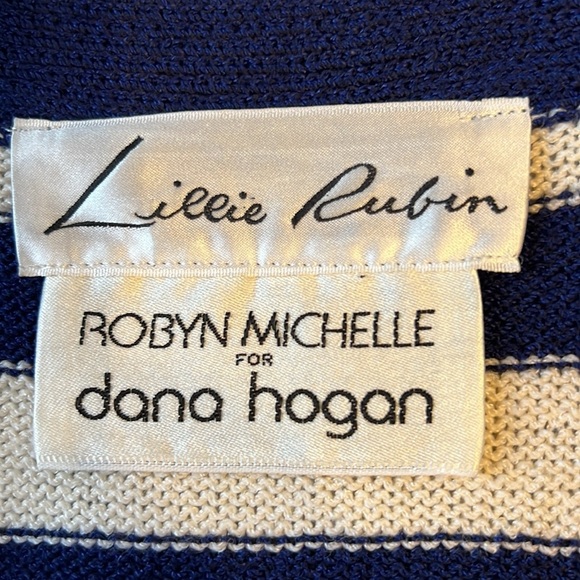 Lillie Rubin
ROBYN MICHELLE
FOR
dana hogan